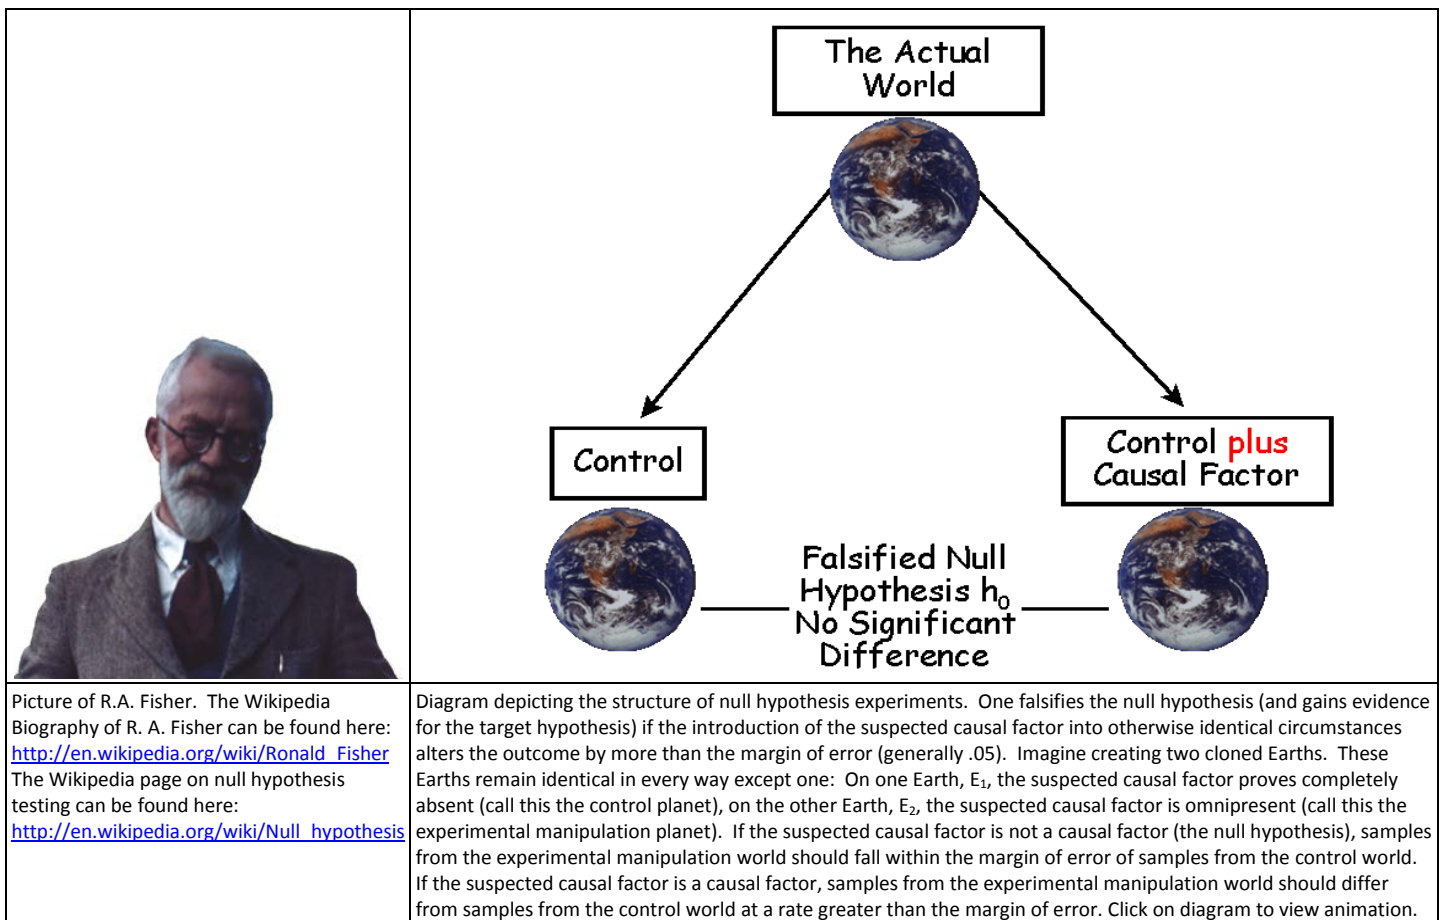 The Actual
World
Control
Control plus
Causal Factor
Falsified Null
Hypothesis h₀
No Significant
Difference
Picture of R.A. Fisher.  The Wikipedia
Biography of R. A. Fisher can be found here:
http://en.wikipedia.org/wiki/Ronald_Fisher
The Wikipedia page on null hypothesis
testing can be found here:
http://en.wikipedia.org/wiki/Null_hypothesis
Diagram depicting the structure of null hypothesis experiments.  One falsifies the null hypothesis (and gains evidence
for the target hypothesis) if the introduction of the suspected causal factor into otherwise identical circumstances
alters the outcome by more than the margin of error (generally .05).  Imagine creating two cloned Earths.  These
Earths remain identical in every way except one:  On one Earth, E₁, the suspected causal factor proves completely
absent (call this the control planet), on the other Earth, E₂, the suspected causal factor is omnipresent (call this the
experimental manipulation planet).  If the suspected causal factor is not a causal factor (the null hypothesis), samples
from the experimental manipulation world should fall within the margin of error of samples from the control world.
If the suspected causal factor is a causal factor, samples from the experimental manipulation world should differ
from samples from the control world at a rate greater than the margin of error. Click on diagram to view animation.